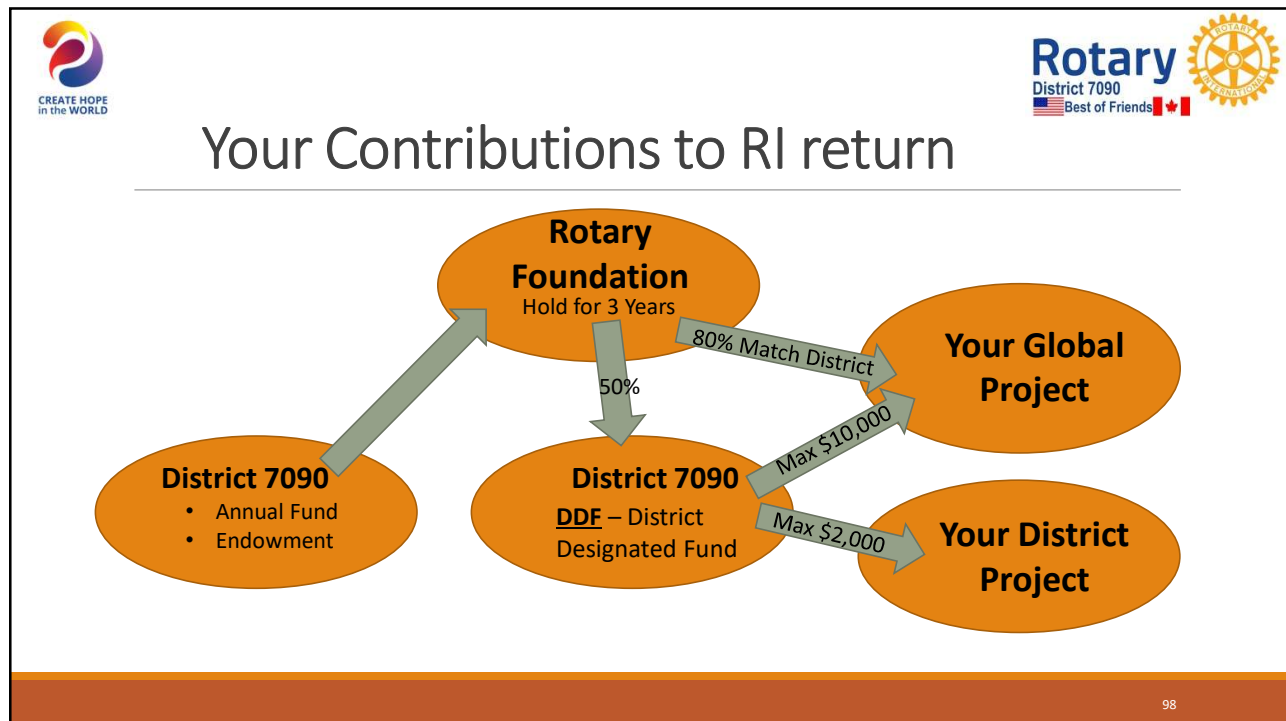 CREATE HOPE
in the WORLD
Rotary
District 7090
Best of Friends
ROTARY
INTERNATIONAL
Your Contributions to RI return
Rotary
Foundation
Hold for 3 Years
80% Match District
Your Global
Project
50%
Max $10,000
District 7090
• Annual Fund
• Endowment
District 7090
DDF – District
Designated Fund
Max $2,000
Your District
Project
98